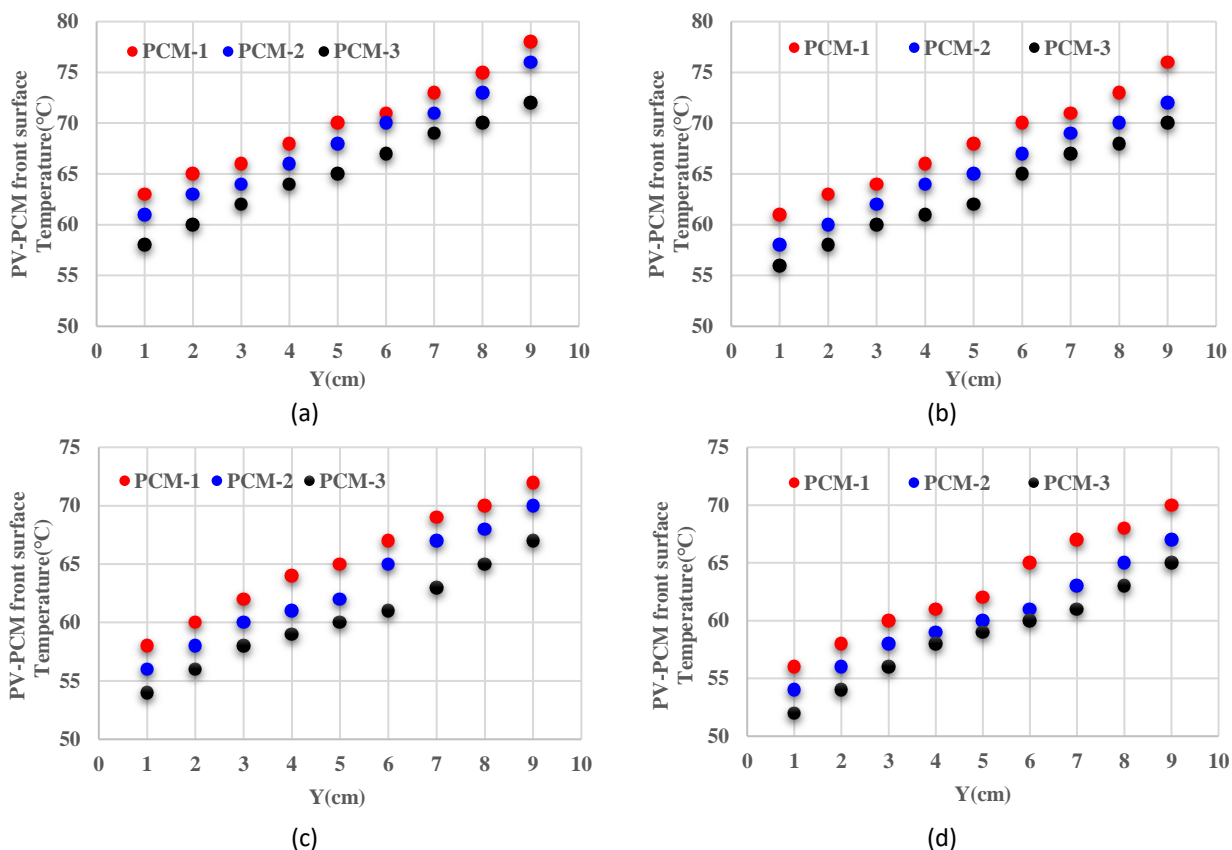 80
75
70
65
60
55
50
PV-PCM front surface
Temperature(°C)
PCM-1 PCM-2 PCM-3
0 1 2 3 4 5 6 7 8 9 10
Y(cm)
(a)
80
75
70
65
60
55
50
PV-PCM front surface
Temperature(°C)
PCM-1 PCM-2 PCM-3
0 1 2 3 4 5 6 7 8 9 10
Y(cm)
(b)
75
70
65
60
55
50
PV-PCM front surface
Temperature(°C)
PCM-1 PCM-2 PCM-3
0 1 2 3 4 5 6 7 8 9 10
Y(cm)
(c)
75
70
65
60
55
50
PV-PCM front surface
Temperature(°C)
PCM-1 PCM-2 PCM-3
0 1 2 3 4 5 6 7 8 9 10
Y(cm)
(d)